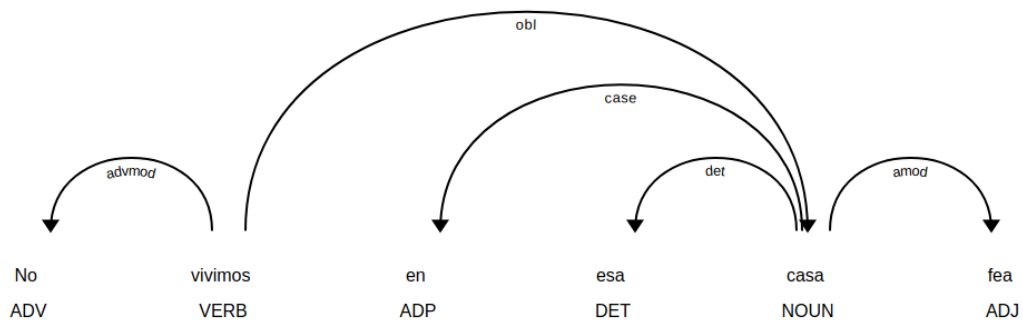 obl
case
advmod det amod
No vivimos en esa casa fea
ADV VERB ADP DET NOUN ADJ